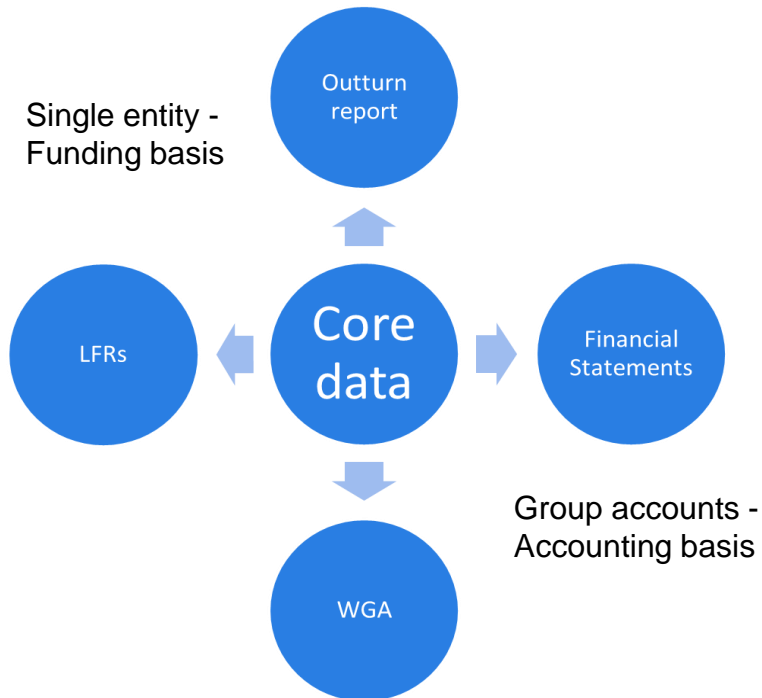 Outturn
report
Single entity -
Funding basis
LFRs
Core
data
Financial
Statements
Group accounts -
Accounting basis
WGA